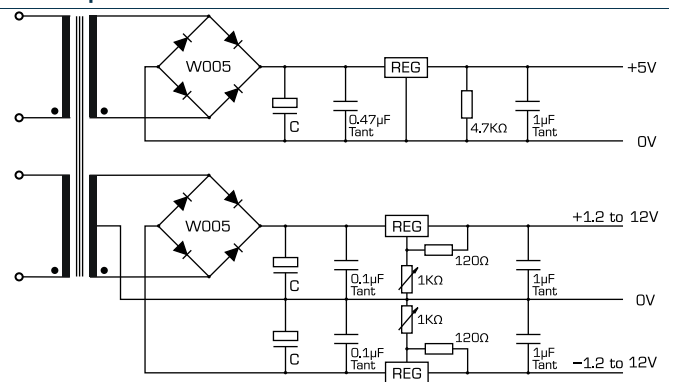 W005
REG
+5V
C
0.47µF
Tant
4.7KΩ
1µF
Tant
0V
W005
REG
+1.2 to 12V
120Ω
C
0.1µF
Tant
1KΩ
1µF
Tant
0V
1KΩ
120Ω
C
0.1µF
Tant
REG
1µF
Tant
−1.2 to 12V